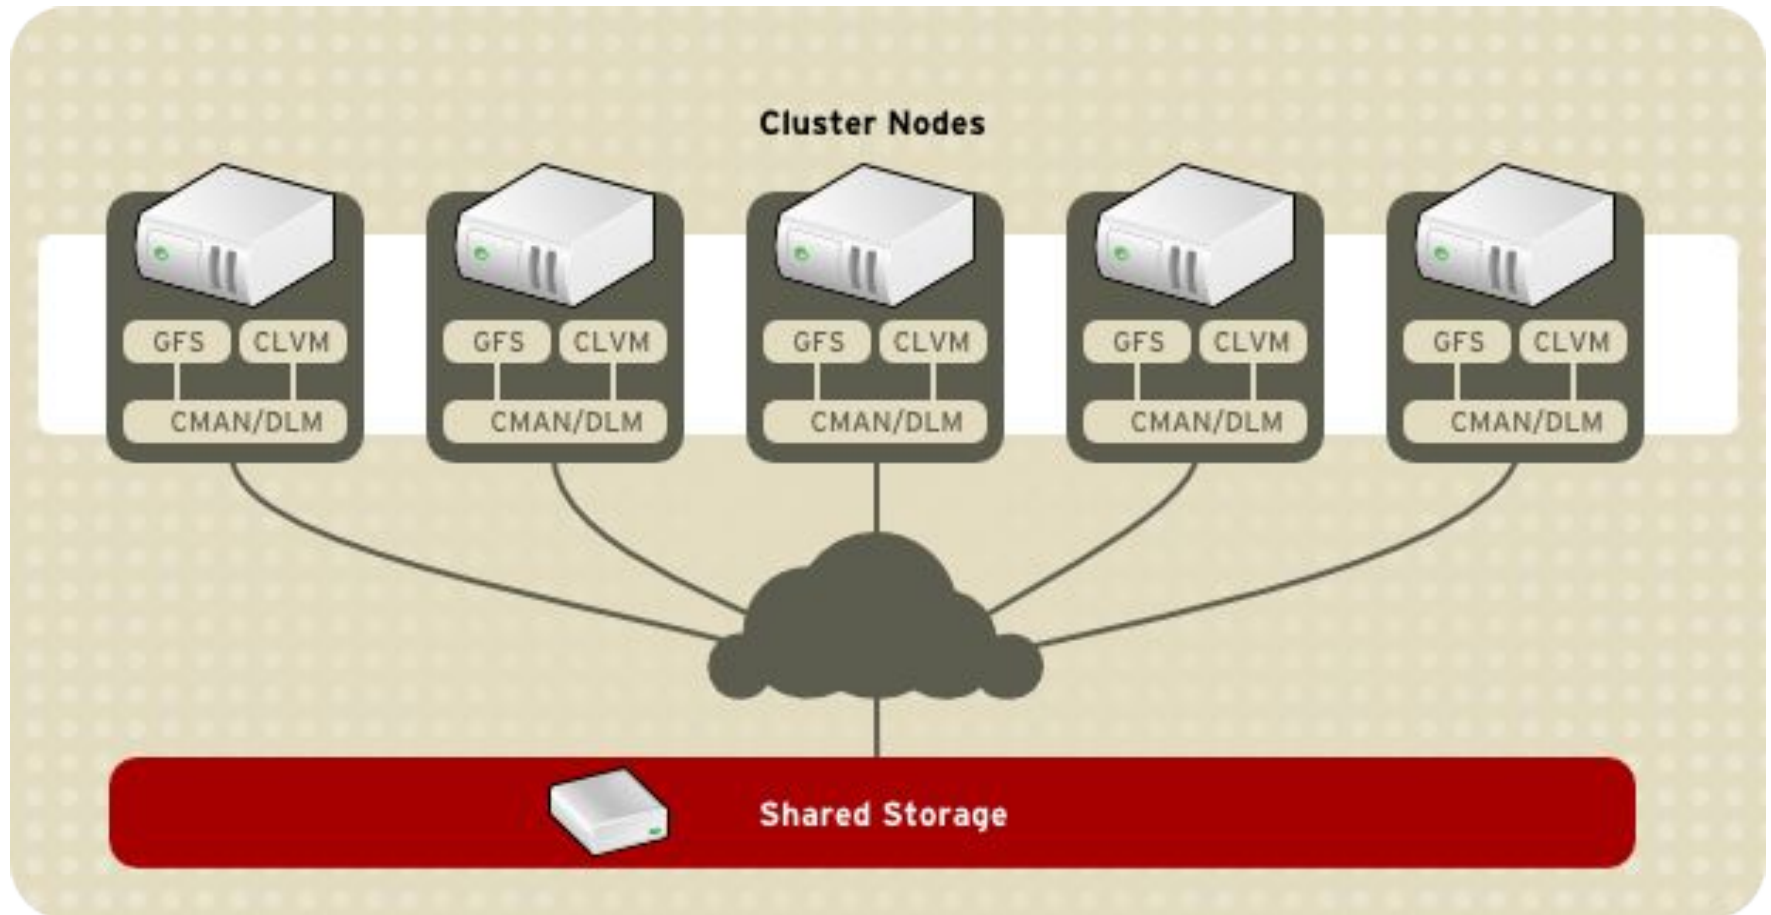 Cluster Nodes
GFS CLVM GFS CLVM GFS CLVM GFS CLVM GFS CLVM
CMAN/DLM CMAN/DLM CMAN/DLM CMAN/DLM CMAN/DLM
Shared Storage